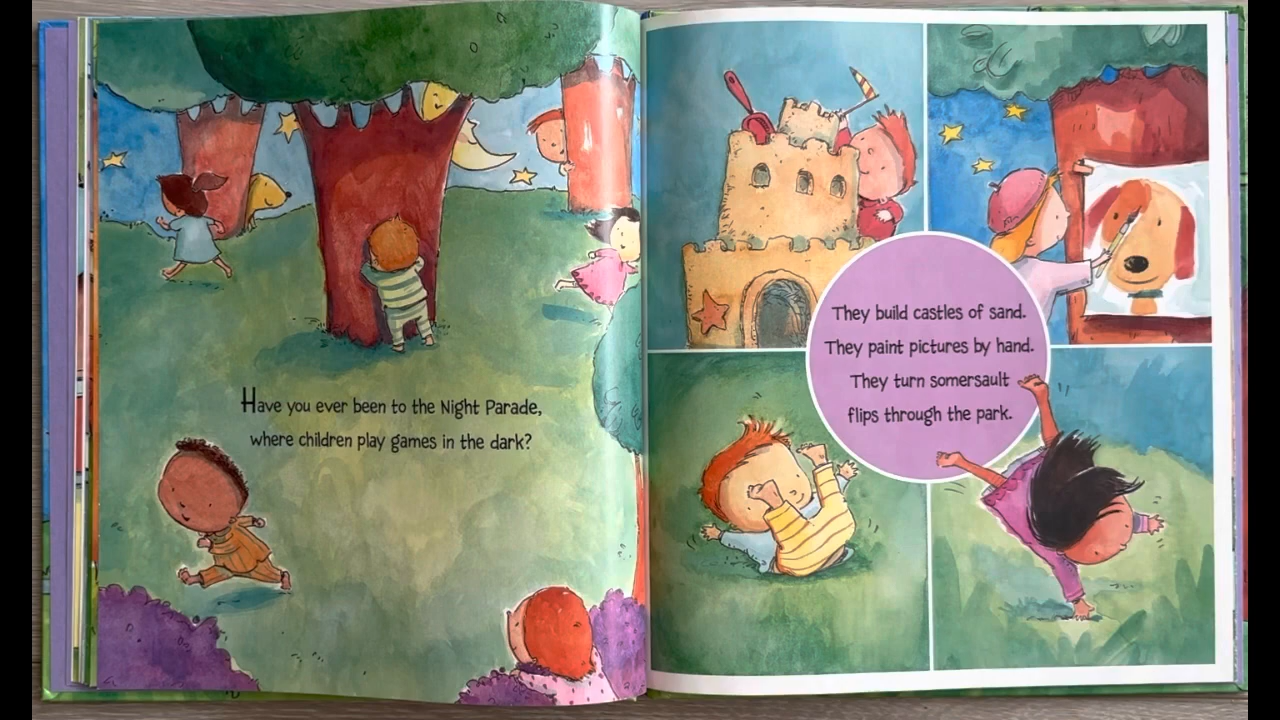 Have you ever been to the Night Parade,
where children play games in the dark?
They build castles of sand.
They paint pictures by hand.
They turn somersault
flips through the park.